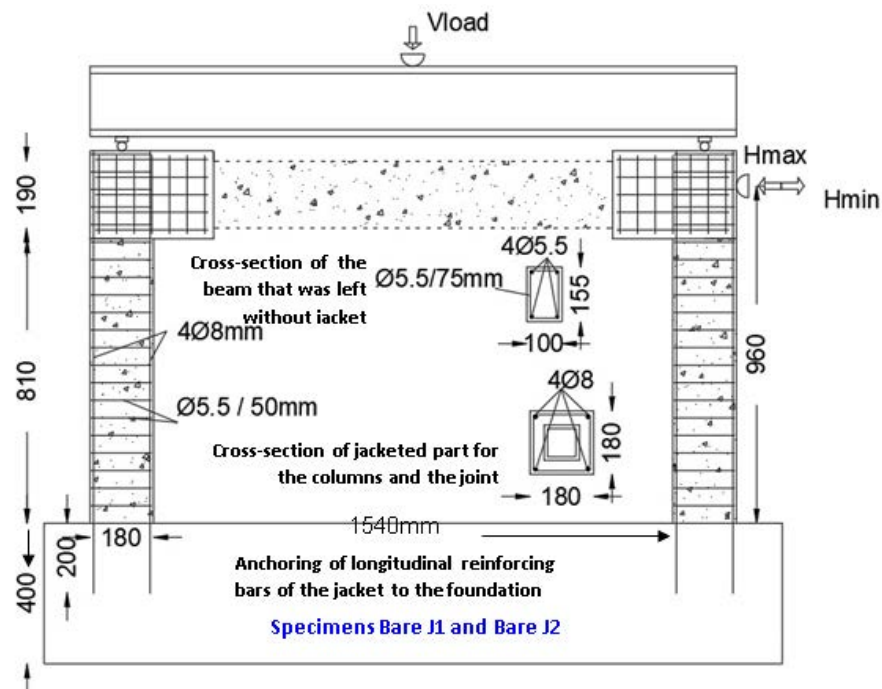 Vload
Hmax
Hmin
190
4Ø5.5
Cross-section of the
beam that was left
without iacket
Ø5.5/75mm
155
100
4Ø8mm
810
960
Ø5.5 / 50mm
4Ø8
Cross-section of jacketed part for
the columns and the joint
180
180
1540mm
180
200
400
Anchoring of longitudinal reinforcing
bars of the jacket to the foundation
Specimens Bare J1 and Bare J2